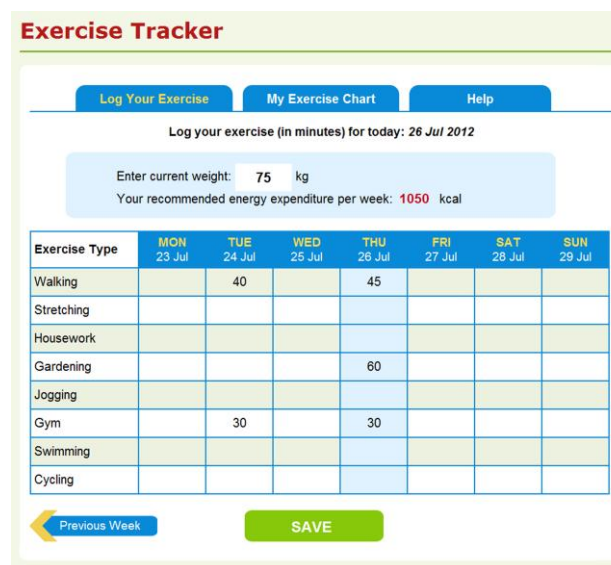 Exercise Tracker
Log Your Exercise My Exercise Chart Help
Log your exercise (in minutes) for today: 26 Jul 2012
Enter current weight: 75 kg
Your recommended energy expenditure per week: 1050 kcal
Exercise Type MON TUE WED THU FRI SAT SUN
23 Jul 24 Jul 25 Jul 26 Jul 27 Jul 28 Jul 29 Jul
Walking 40 45
Stretching
Housework
Gardening 60
Jogging
Gym 30 30
Swimming
Cycling
Previous Week SAVE